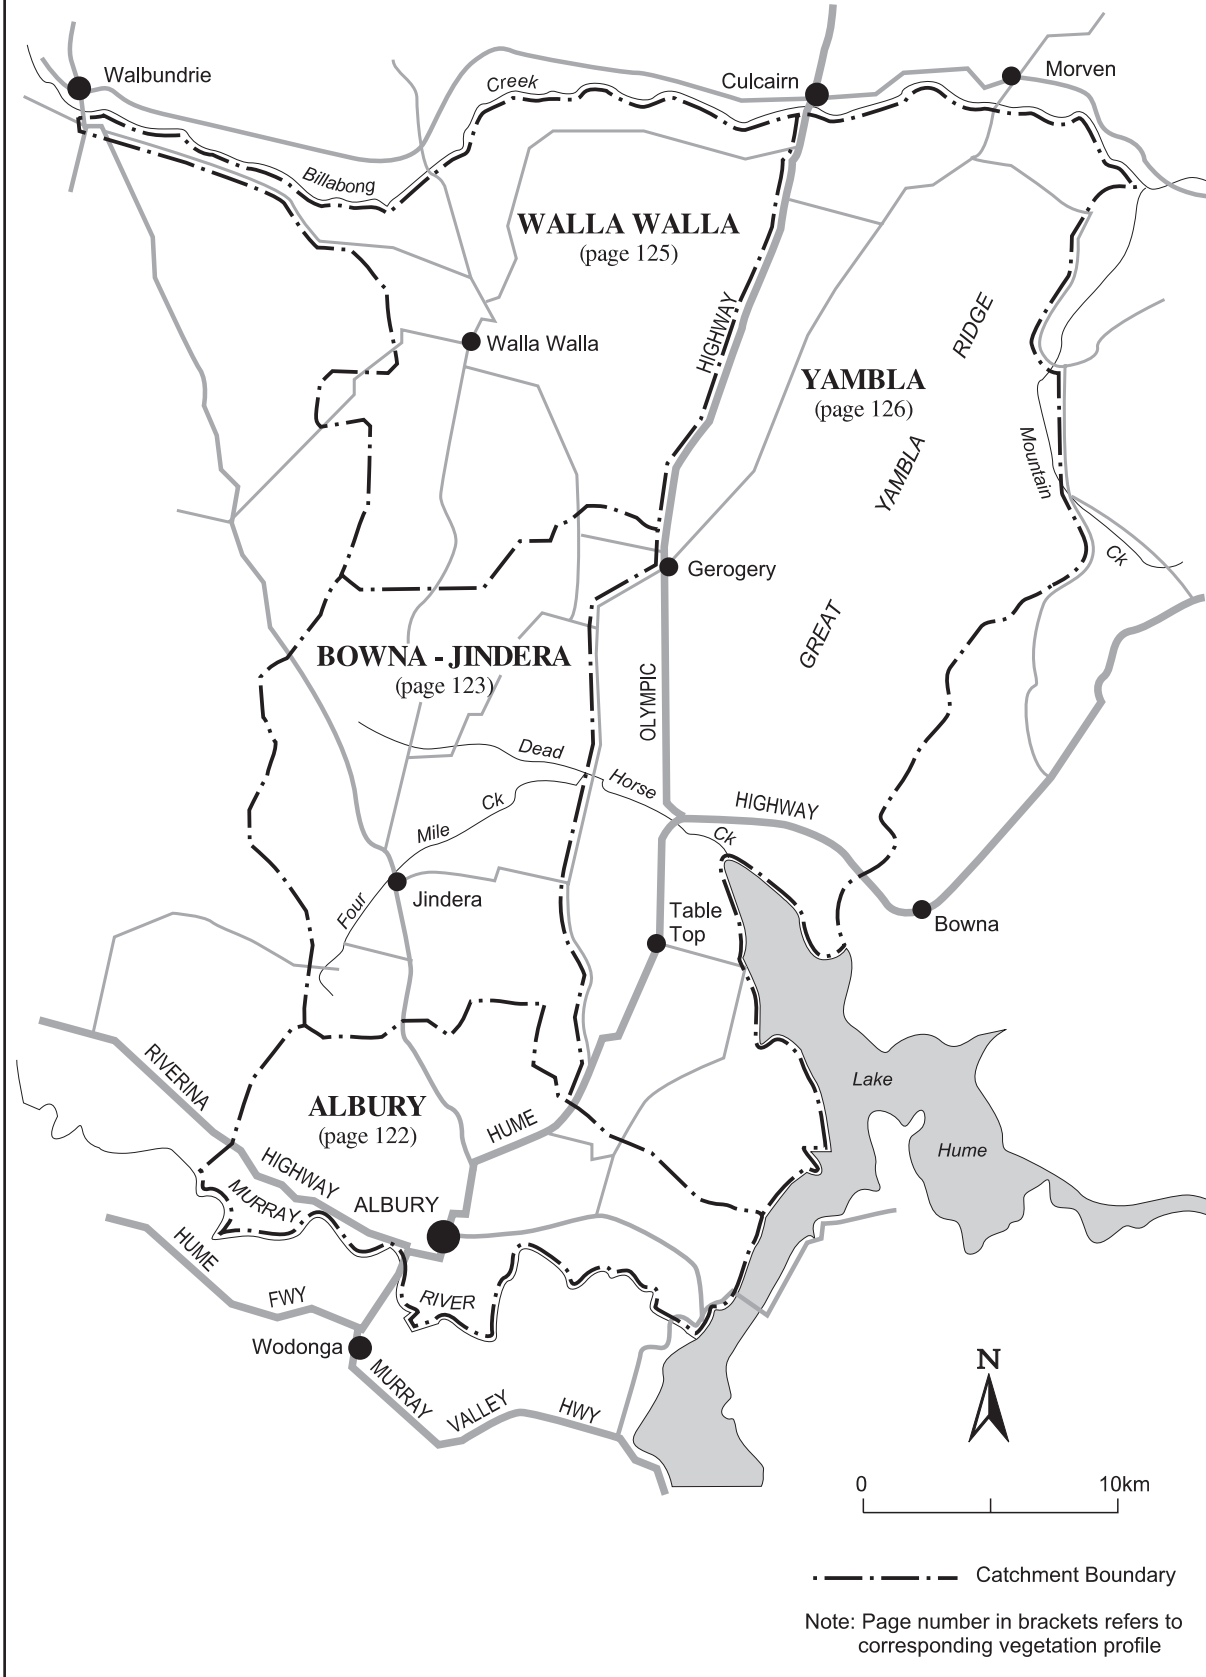 Walbundrie
Culcairn
Morven
Creek
Billabong
WALLA WALLA
(page 125)
HIGHWAY
RIDGE
Walla Walla
YAMBLA
(page 126)
YAMBLA
Mountain
Ck
Gerogery
GREAT
BOWNA - JINDERA
(page 123)
OLYMPIC
Dead
Horse
Ck
HIGHWAY
Ck
Mile
Four
Jindera
Table
Top
Bowna
RIVERINA
HIGHWAY
ALBURY
(page 122)
HUME
Lake
Hume
MURRAY
ALBURY
HUME
FWY
RIVER
Wodonga
MURRAY
VALLEY
HWY
N
0 10km
Catchment Boundary
Note: Page number in brackets refers to
corresponding vegetation profile